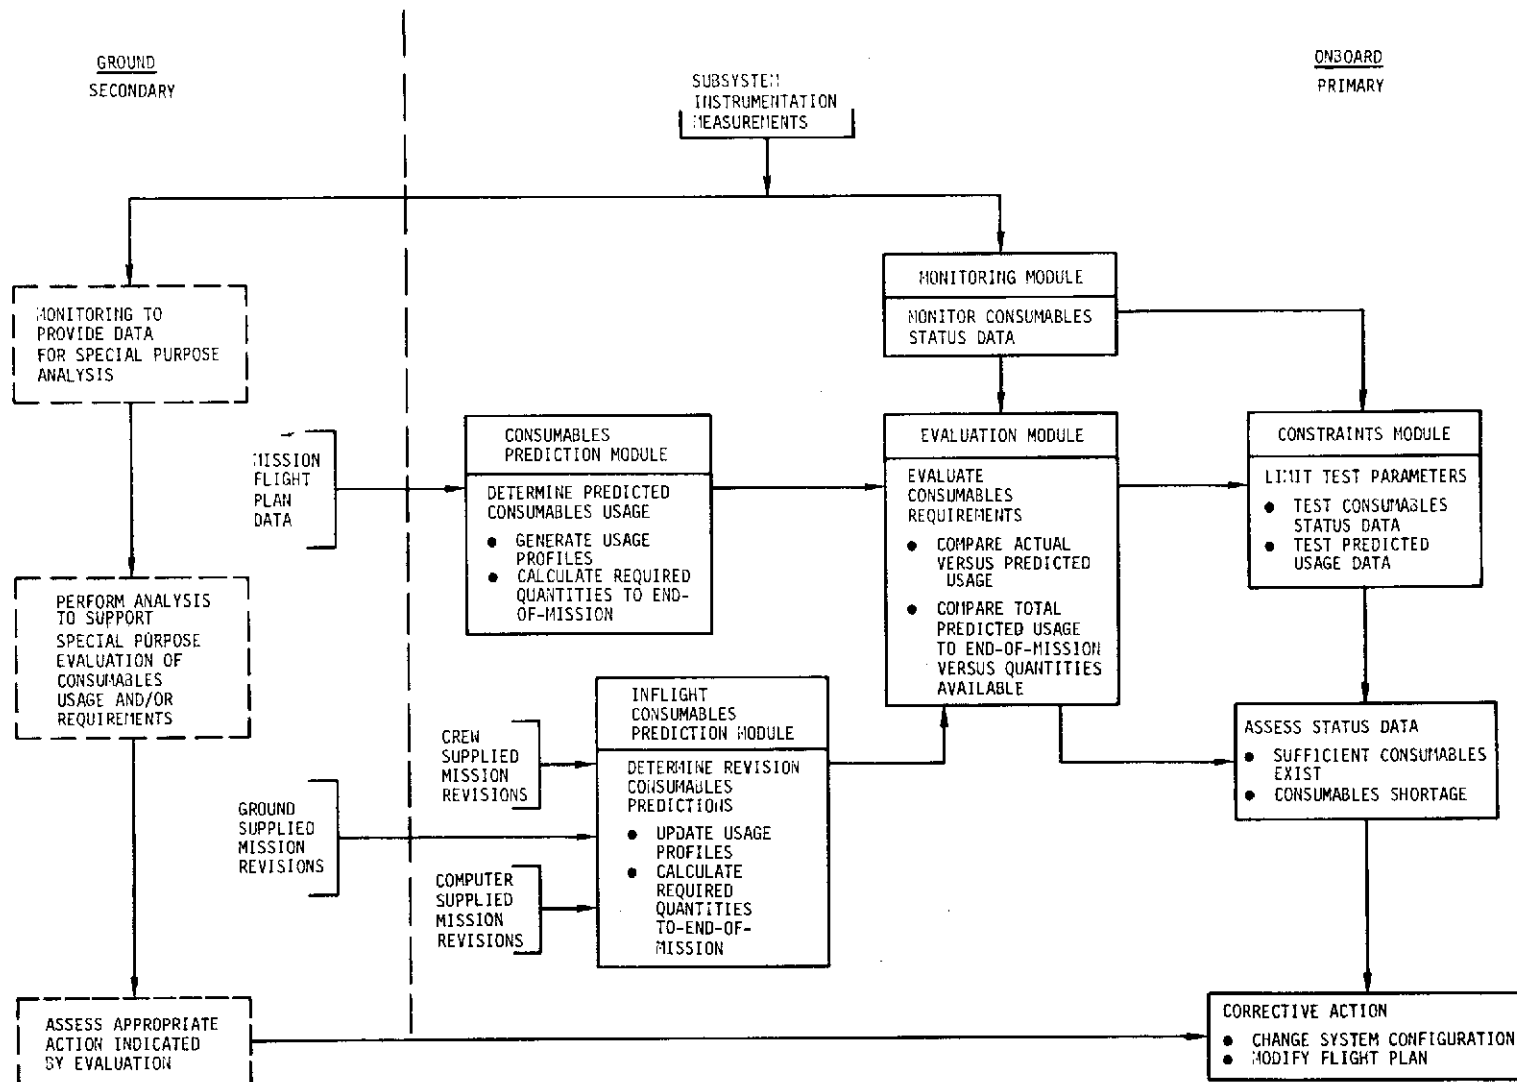 GROUND
SECONDARY
SUBSYSTEM
INSTRUMENTATION
MEASUREMENTS
ONBOARD
PRIMARY
MONITORING TO
PROVIDE DATA
FOR SPECIAL PURPOSE
ANALYSIS
MONITORING MODULE
MONITOR CONSUMABLES
STATUS DATA
MISSION
FLIGHT
PLAN
DATA
CONSUMABLES
PREDICTION MODULE
DETERMINE PREDICTED
CONSUMABLES USAGE
● GENERATE USAGE
PROFILES
● CALCULATE REQUIRED
QUANTITIES TO END-
OF-MISSION
EVALUATION MODULE
EVALUATE
CONSUMABLES
REQUIREMENTS
● COMPARE ACTUAL
VERSUS PREDICTED
USAGE
● COMPARE TOTAL
PREDICTED USAGE
TO END-OF-MISSION
VERSUS QUANTITIES
AVAILABLE
CONSTRAINTS MODULE
LIMIT TEST PARAMETERS
● TEST CONSUMABLES
STATUS DATA
● TEST PREDICTED
USAGE DATA
PERFORM ANALYSIS
TO SUPPORT
SPECIAL PURPOSE
EVALUATION OF
CONSUMABLES
USAGE AND/OR
REQUIREMENTS
CREW
SUPPLIED
MISSION
REVISIONS
GROUND
SUPPLIED
MISSION
REVISIONS
COMPUTER
SUPPLIED
MISSION
REVISIONS
INFLIGHT
CONSUMABLES
PREDICTION MODULE
DETERMINE REVISION
CONSUMABLES
PREDICTIONS
● UPDATE USAGE
PROFILES
● CALCULATE
REQUIRED
QUANTITIES
TO-END-OF-
MISSION
ASSESS STATUS DATA
● SUFFICIENT CONSUMABLES
EXIST
● CONSUMABLES SHORTAGE
ASSESS APPROPRIATE
ACTION INDICATED
BY EVALUATION
CORRECTIVE ACTION
● CHANGE SYSTEM CONFIGURATION
● MODIFY FLIGHT PLAN